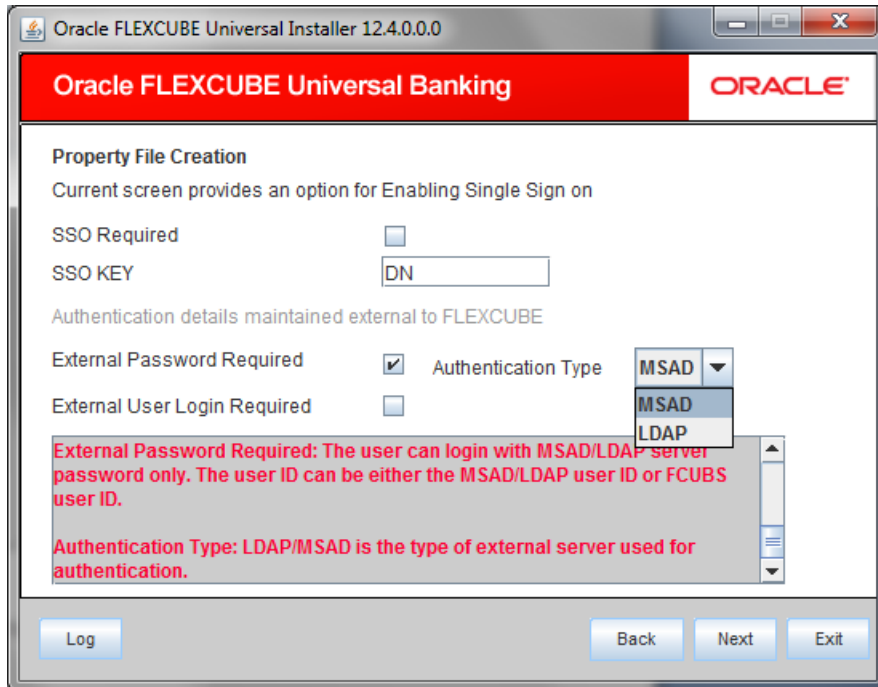 Oracle FLEXCUBE Universal Installer 12.4.0.0.0
Oracle FLEXCUBE Universal Banking
ORACLE'
Property File Creation
Current screen provides an option for Enabling Single Sign on
SSO Required
SSO KEY DN
Authentication details maintained external to FLEXCUBE
External Password Required Authentication Type MSAD
External User Login Required MSAD
LDAP
External Password Required: The user can login with MSAD/LDAP server
password only. The user ID can be either the MSAD/LDAP user ID or FCUBS
user ID.
Authentication Type: LDAP/MSAD is the type of external server used for
authentication.
Log Back Next Exit